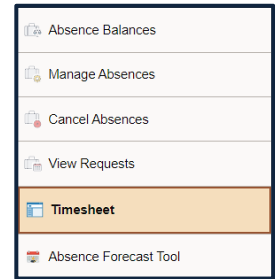 Absence Balances
Manage Absences
Cancel Absences
View Requests
Timesheet
Absence Forecast Tool